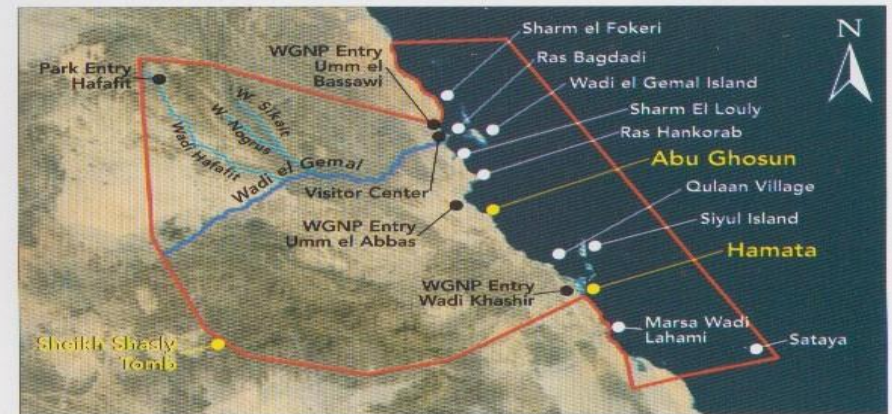 Sharm el Fokeri
N
WGNP Entry
Umm el
Bassawi
Ras Bagdadi
Park Entry
Hafafit
Wadi el Gemal Island
W. Sikait
W. Nogrus
Wadi Hafafit
Sharm El Louly
Ras Hankorab
Wadi el Gemal
Abu Ghosun
Visitor Center
Qulaan Village
WGNP Entry
Umm el Abbas
Siyul Island
Hamata
WGNP Entry
Wadi Khashir
Marsa Wadi
Lahami
Sataya
Sheikh Shasly
Tomb